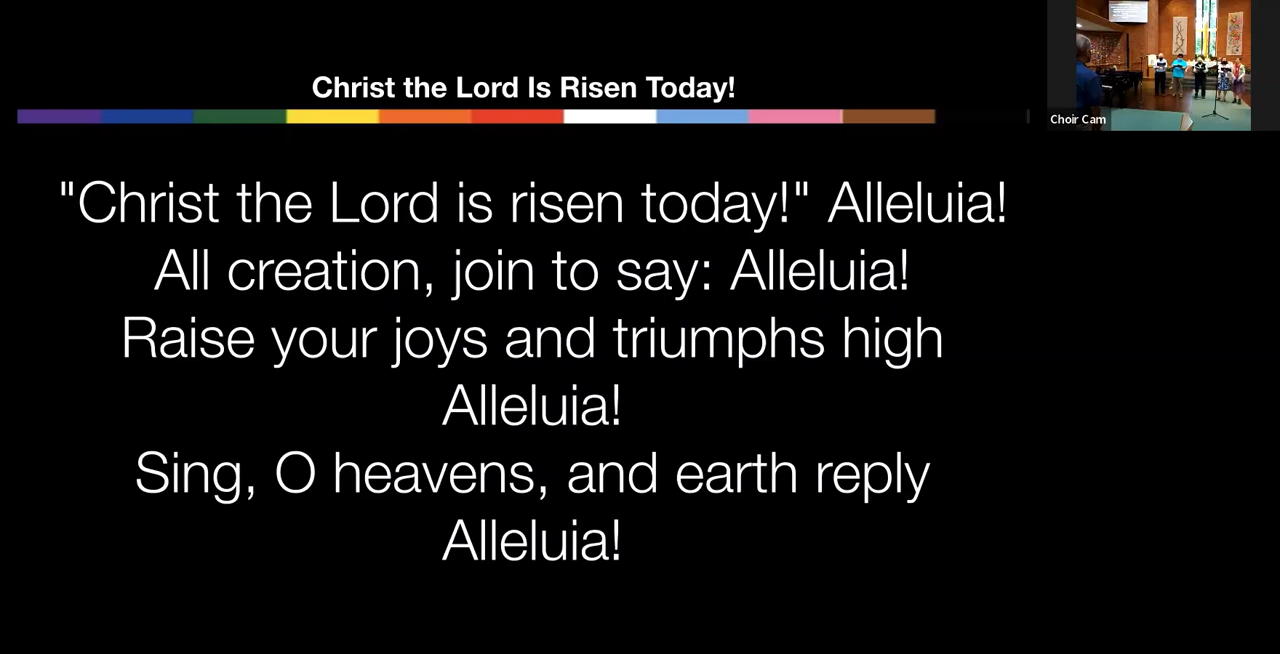 Christ the Lord Is Risen Today!
Choir Cam
"Christ the Lord is risen today!" Alleluia!
All creation, join to say: Alleluia!
Raise your joys and triumphs high
Alleluia!
Sing, O heavens, and earth reply
Alleluia!